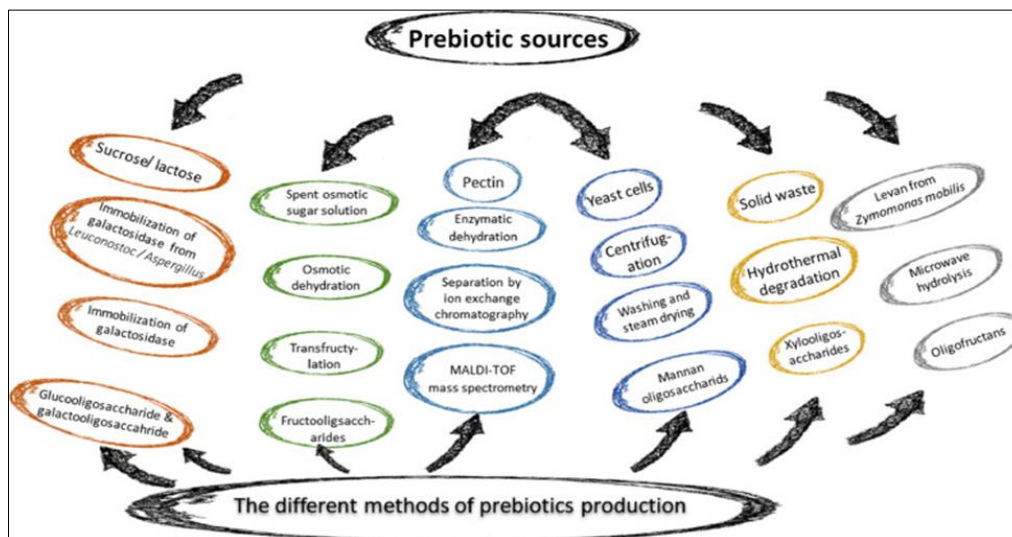 Prebiotic sources
Sucrose/ lactose
Immobilization of
galactosidase from
Leuconostoc / Aspergillus
Immobilization of
galactosidase
Glucooligosaccharide &
galactooligosaccahride
Spent osmotic
sugar solution
Osmotic
dehydration
Transfructy-
lation
Fructooligsacch-
arides
Pectin
Enzymatic
dehydration
Separation by
ion exchange
chromatography
MALDI-TOF
mass spectrometry
Yeast cells
Centrifug-
ation
Washing and
steam drying
Mannan
oligosaccharids
Solid waste
Hydrothermal
degradation
Xylooligos-
accharides
Levan from
Zymomonas mobilis
Microwave
hydrolysis
Oligofructans
The different methods of prebiotics production